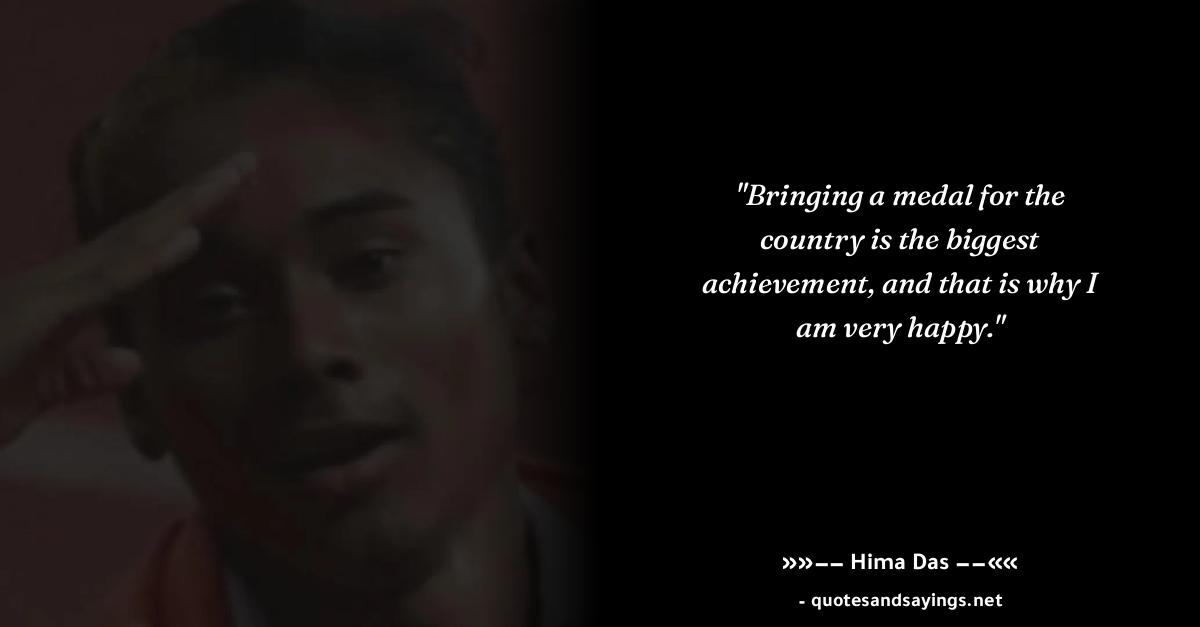 "Bringing a medal for the
country is the biggest
achievement, and that is why I
am very happy."
»»–– Hima Das ––««
- quotesandsayings.net